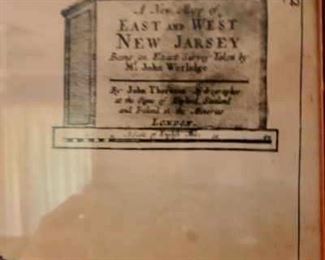 A New Mapp of
EAST AND WEST
NEW JARSEY
Being an Exact Survey Taken by
Mr. John Worlidge
By John Thornton Hydrographer
at the Signe of England Scotland
and Ireland in the Minories
LONDON.